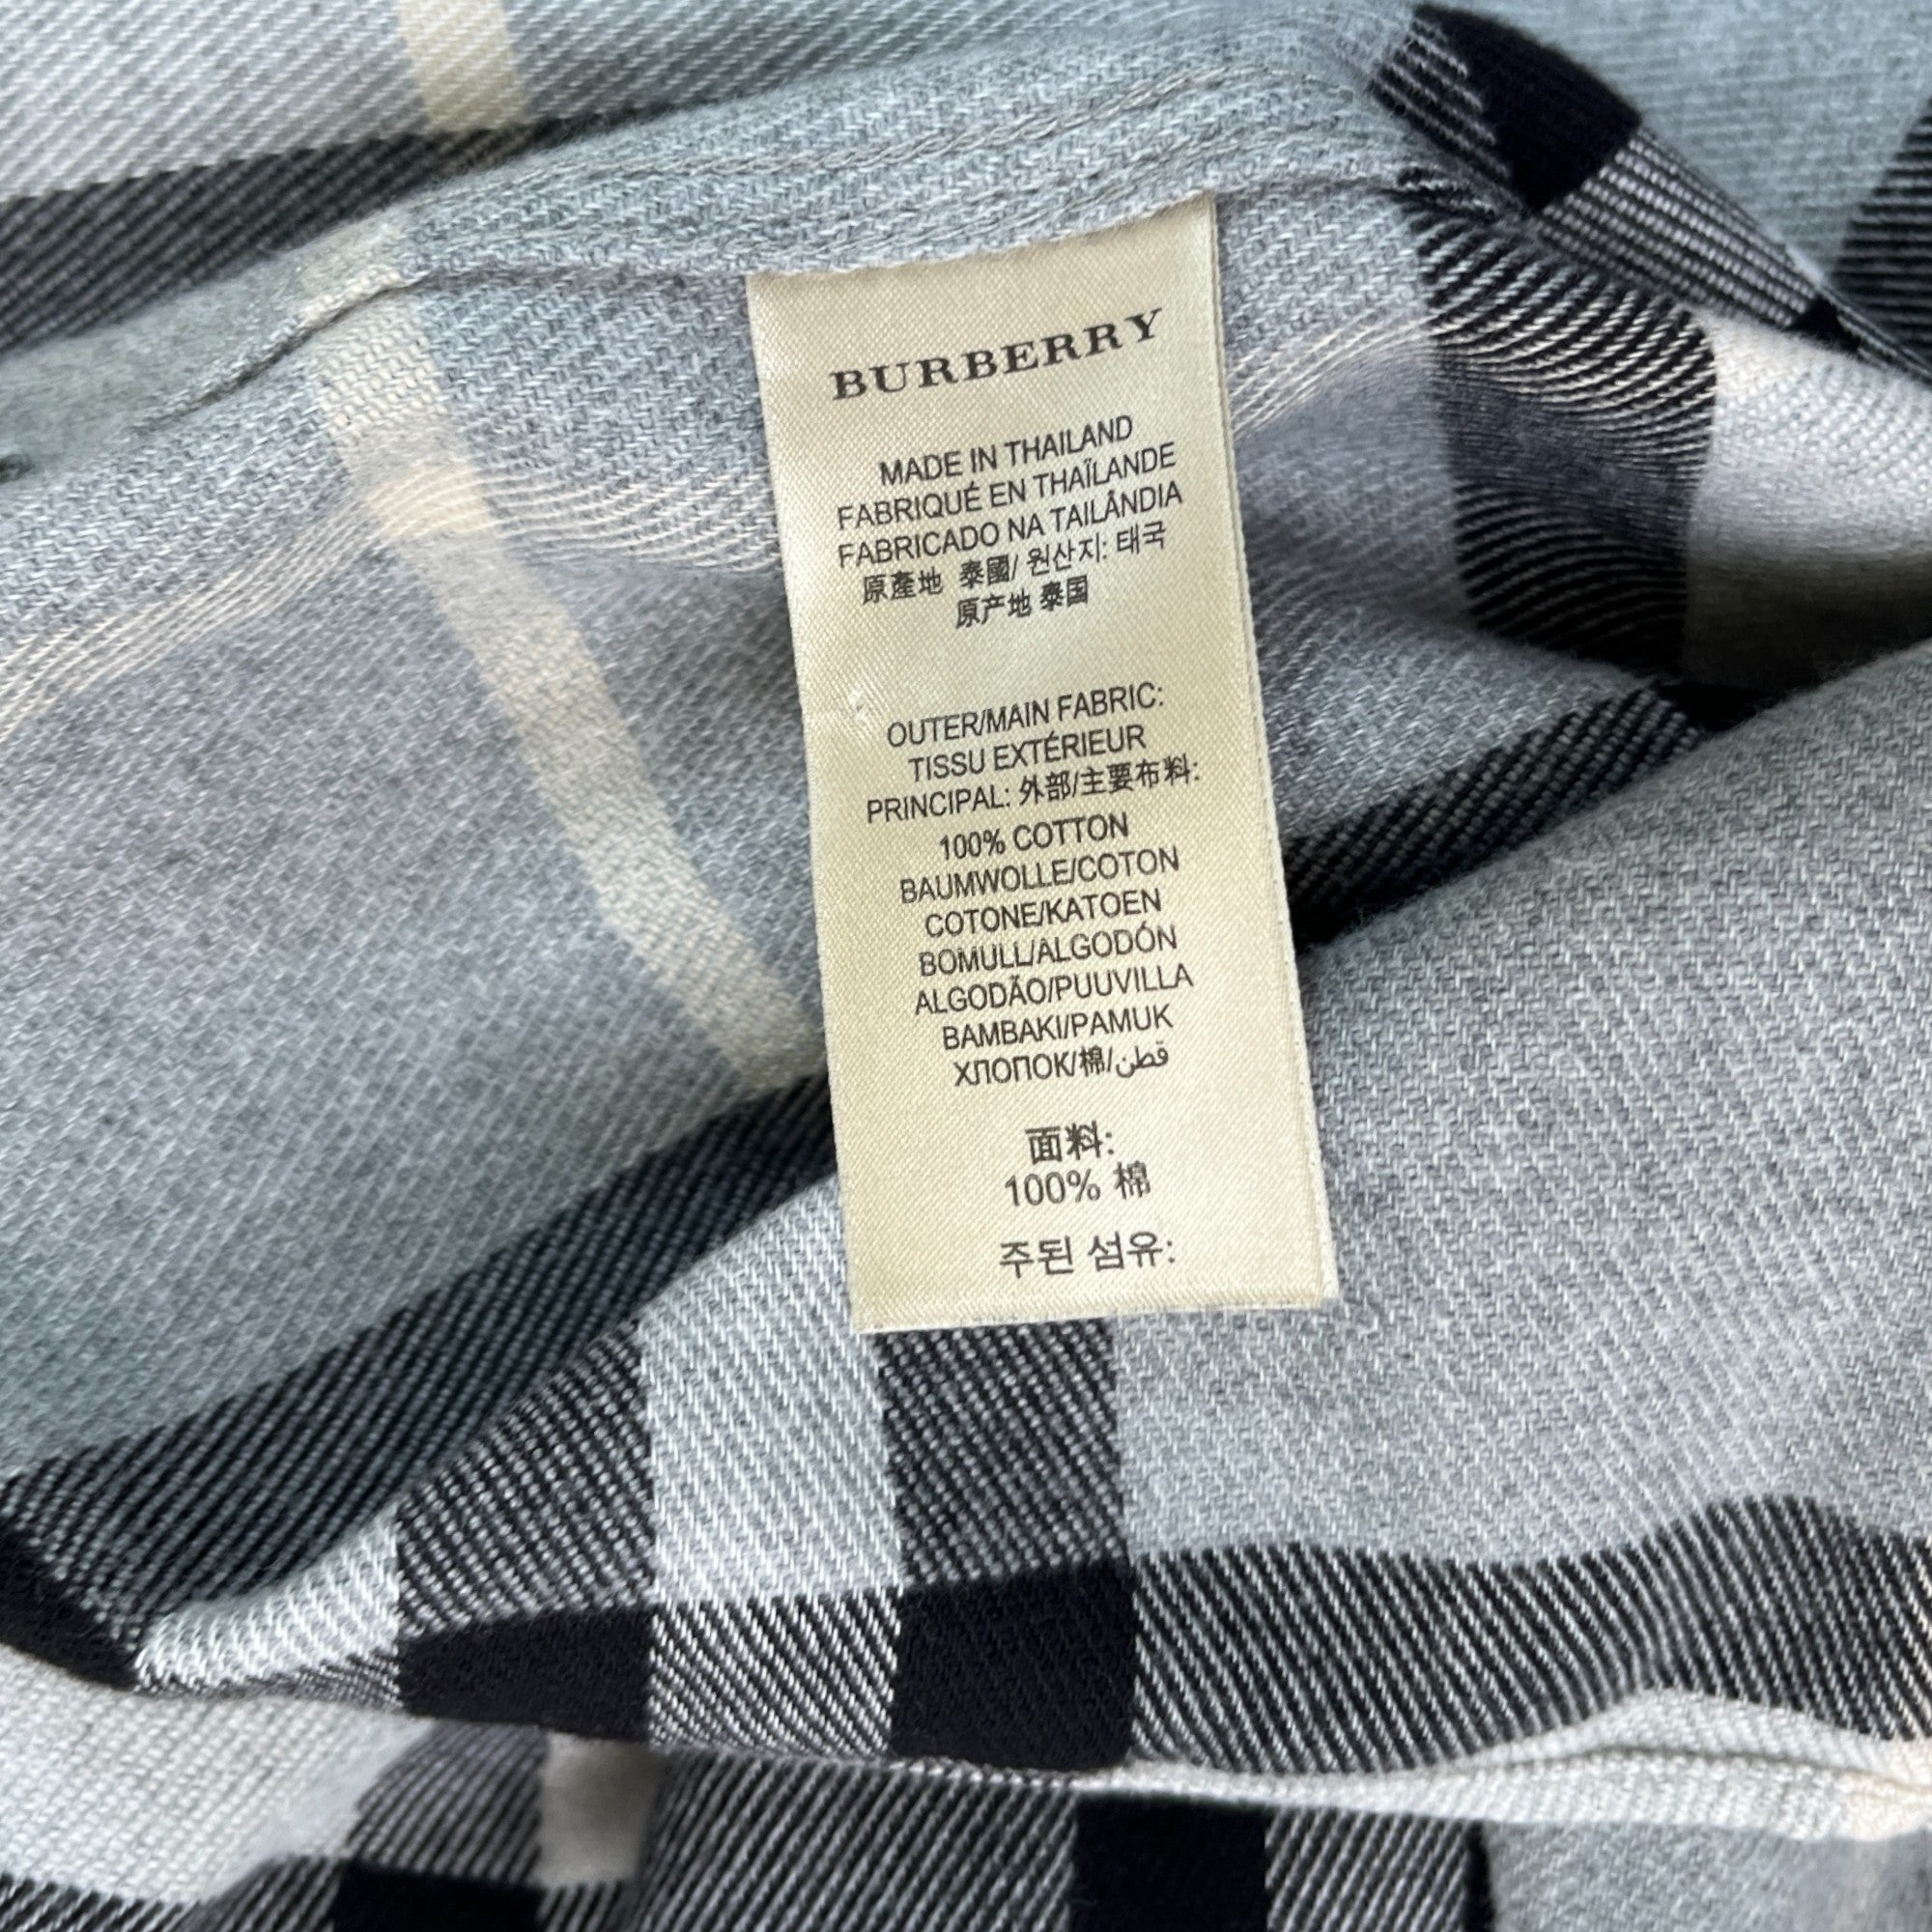 BURBERRY
MADE IN THAILAND
FABRIQUÉ EN THAÏLANDE
FABRICADO NA TAILÂNDIA
原產地 泰國/ 원산지: 태국
原产地 泰国
OUTER/MAIN FABRIC:
TISSU EXTÉRIEUR
PRINCIPAL: 外部/主要布料:
100% COTTON
BAUMWOLLE/COTON
COTONE/KATOEN
BOMULL/ALGODÓN
ALGODÃO/PUUVILLA
BAMBAKI/PAMUK
ХЛОПОК/棉/قطن
面料:
100% 棉
주된 섬유: